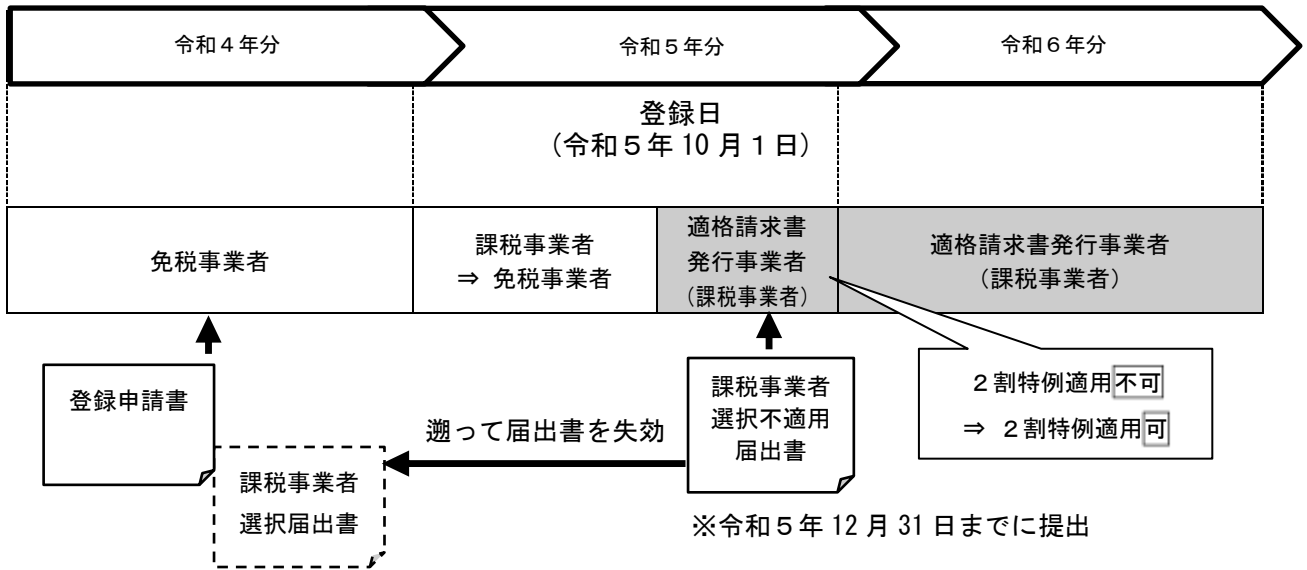 令和４年分
令和５年分
令和６年分
登録日
(令和５年 10 月１日)
免税事業者
課税事業者
⇒ 免税事業者
適格請求書
発行事業者
(課税事業者)
適格請求書発行事業者
(課税事業者)
登録申請書
課税事業者
選択届出書
遡って届出書を失効
課税事業者
選択不適用
届出書
２割特例適用不可
⇒ ２割特例適用可
※令和５年 12 月 31 日までに提出